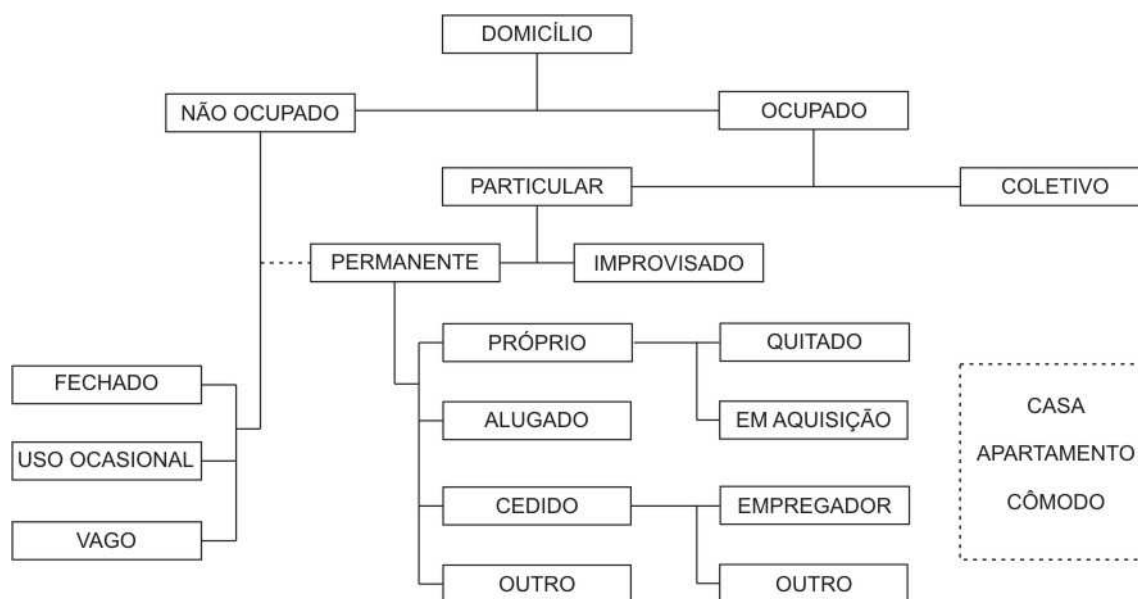 DOMICÍLIO
NÃO OCUPADO
OCUPADO
PARTICULAR
COLETIVO
PERMANENTE
IMPROVISADO
PRÓPRIO
QUITADO
FECHADO
CASA
ALUGADO
EM AQUISIÇÃO
USO OCASIONAL
APARTAMENTO
CEDIDO
EMPREGADOR
CÔMODO
VAGO
OUTRO
OUTRO